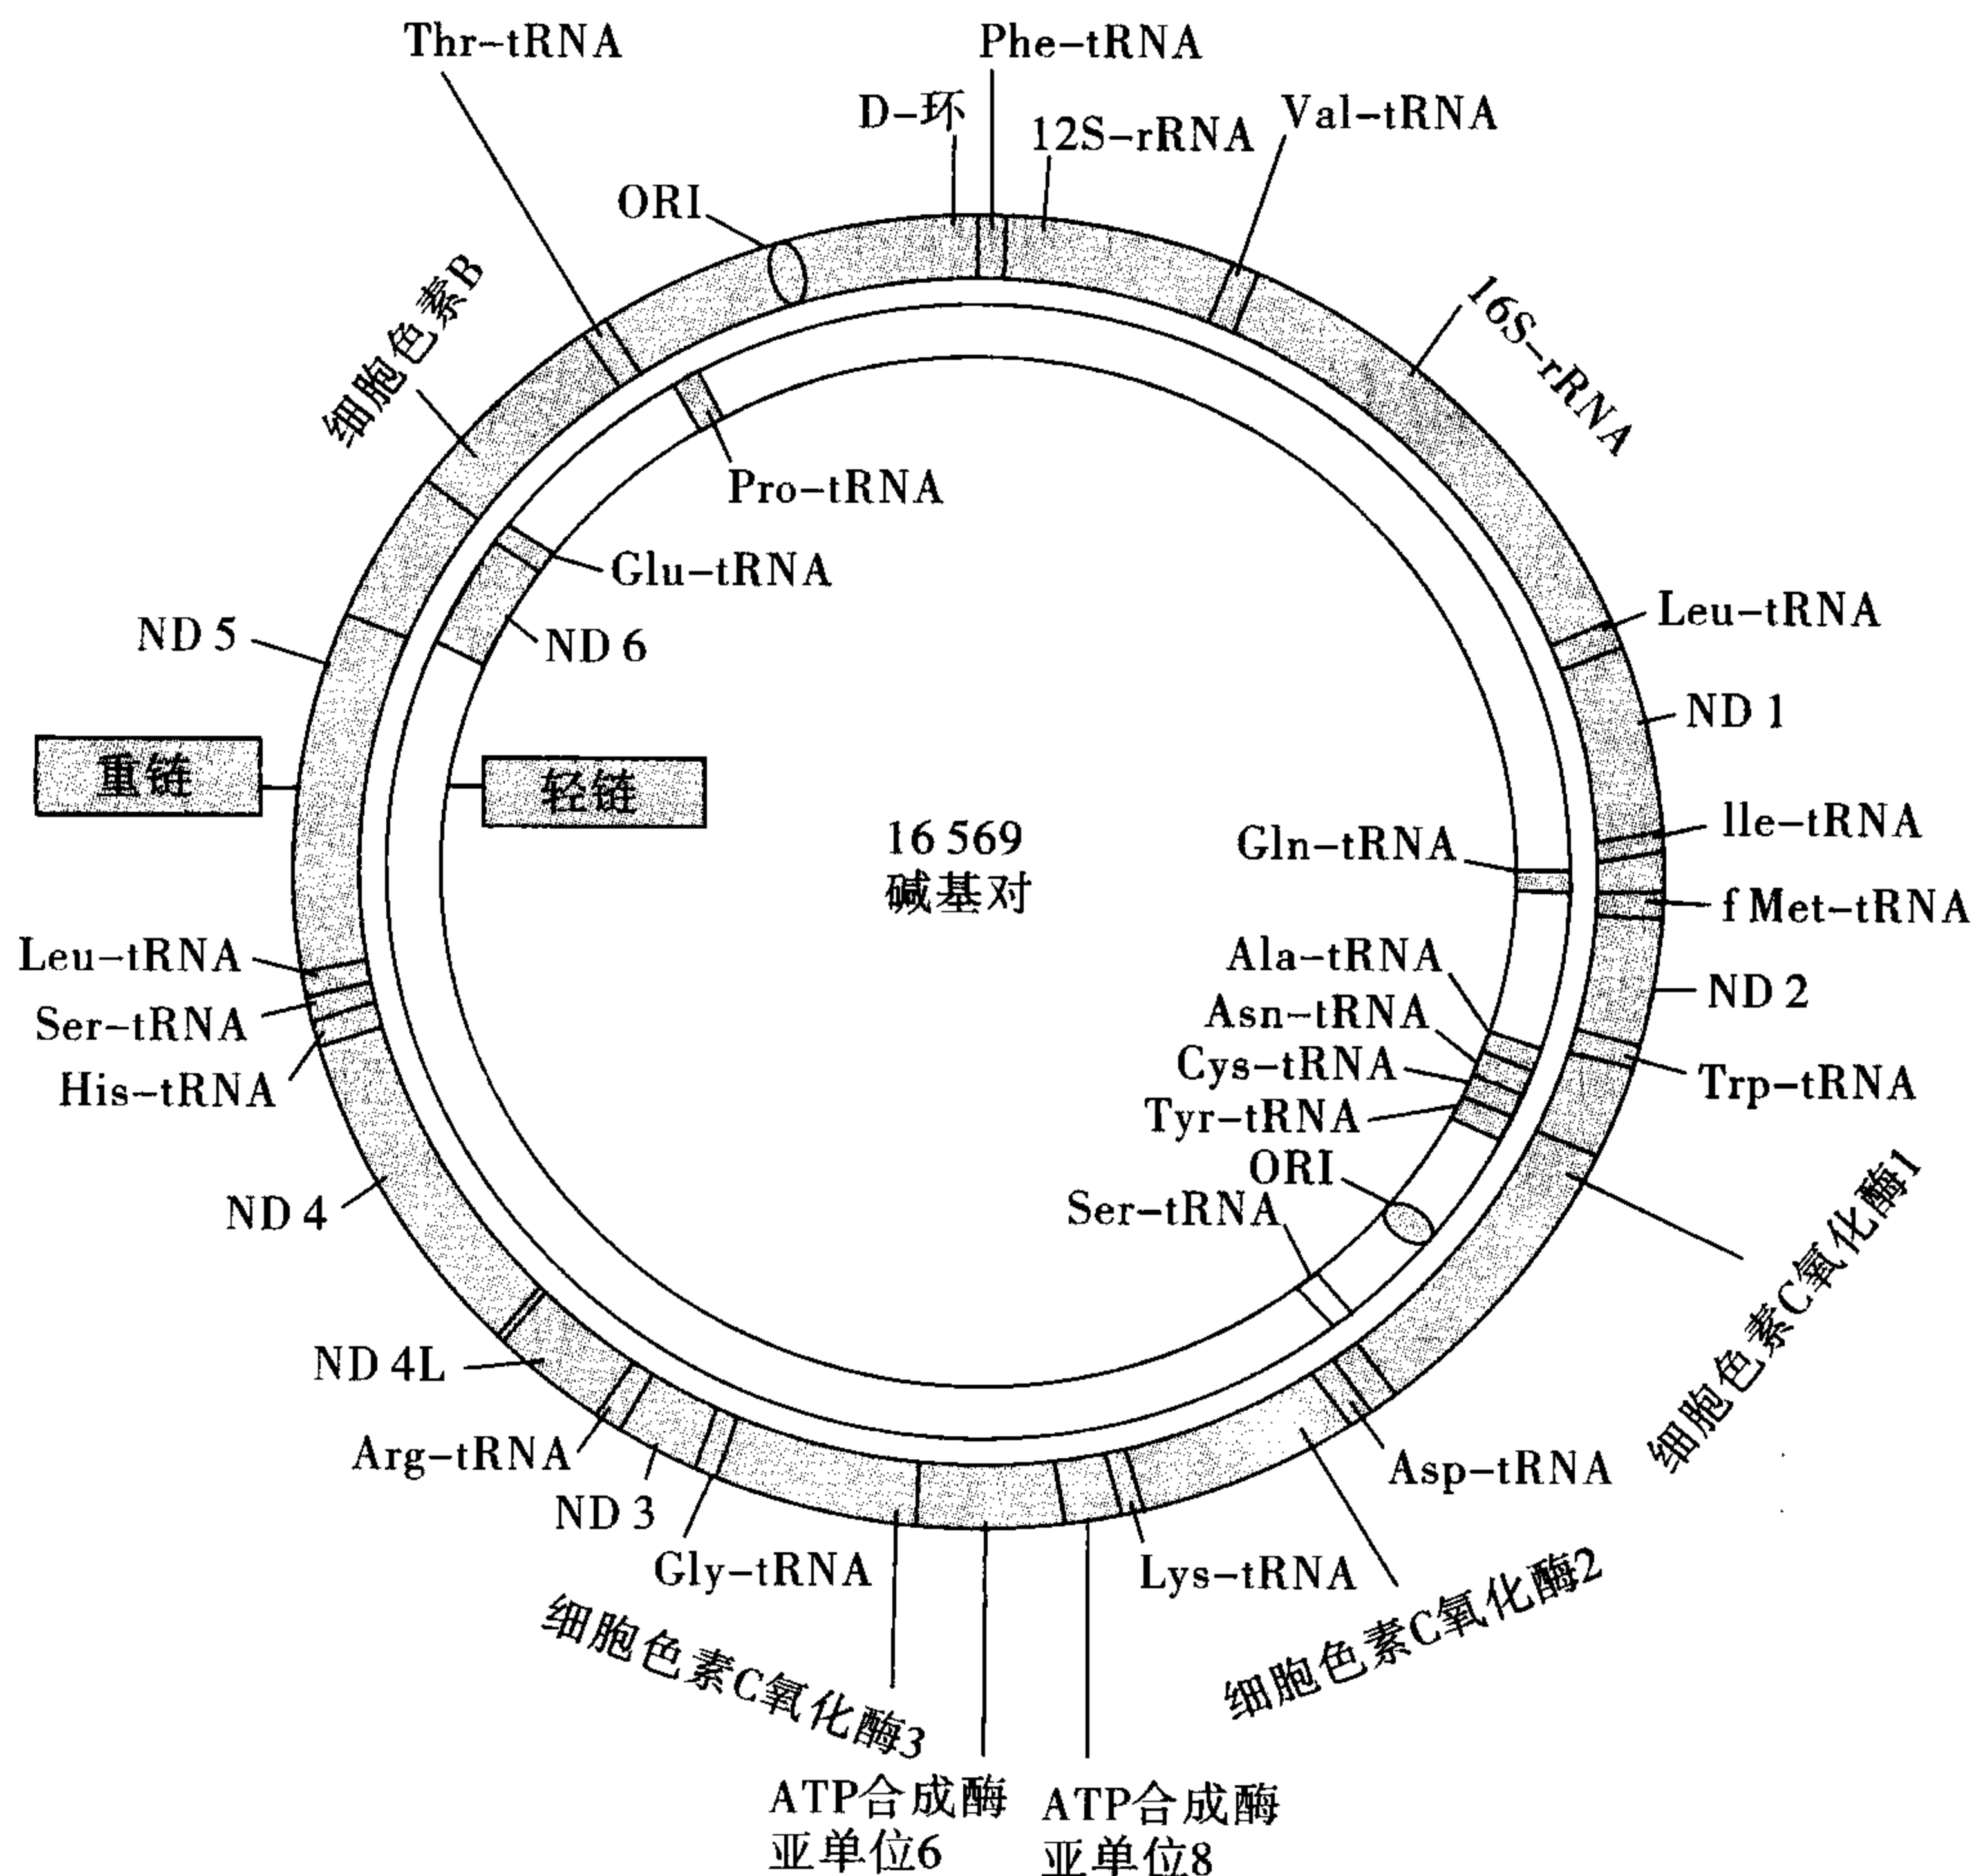 Thr-tRNA
Phe-tRNA
D-环
12S-rRNA
Val-tRNA
ORI
细胞色素B
16S-rRNA
Pro-tRNA
Glu-tRNA
ND 5
ND 6
Leu-tRNA
ND 1
重链
轻链
16 569
碱基对
Gln-tRNA
lle-tRNA
f Met-tRNA
Leu-tRNA
Ser-tRNA
His-tRNA
Ala-tRNA
Asn-tRNA
Cys-tRNA
Tyr-tRNA
ORI
Ser-tRNA
ND 2
Trp-tRNA
细胞色素C氧化酶1
ND 4
ND 4L
Arg-tRNA
ND 3
Gly-tRNA
Asp-tRNA
Lys-tRNA
细胞色素C氧化酶2
细胞色素C氧化酶3
ATP合成酶
亚单位6
ATP合成酶
亚单位8